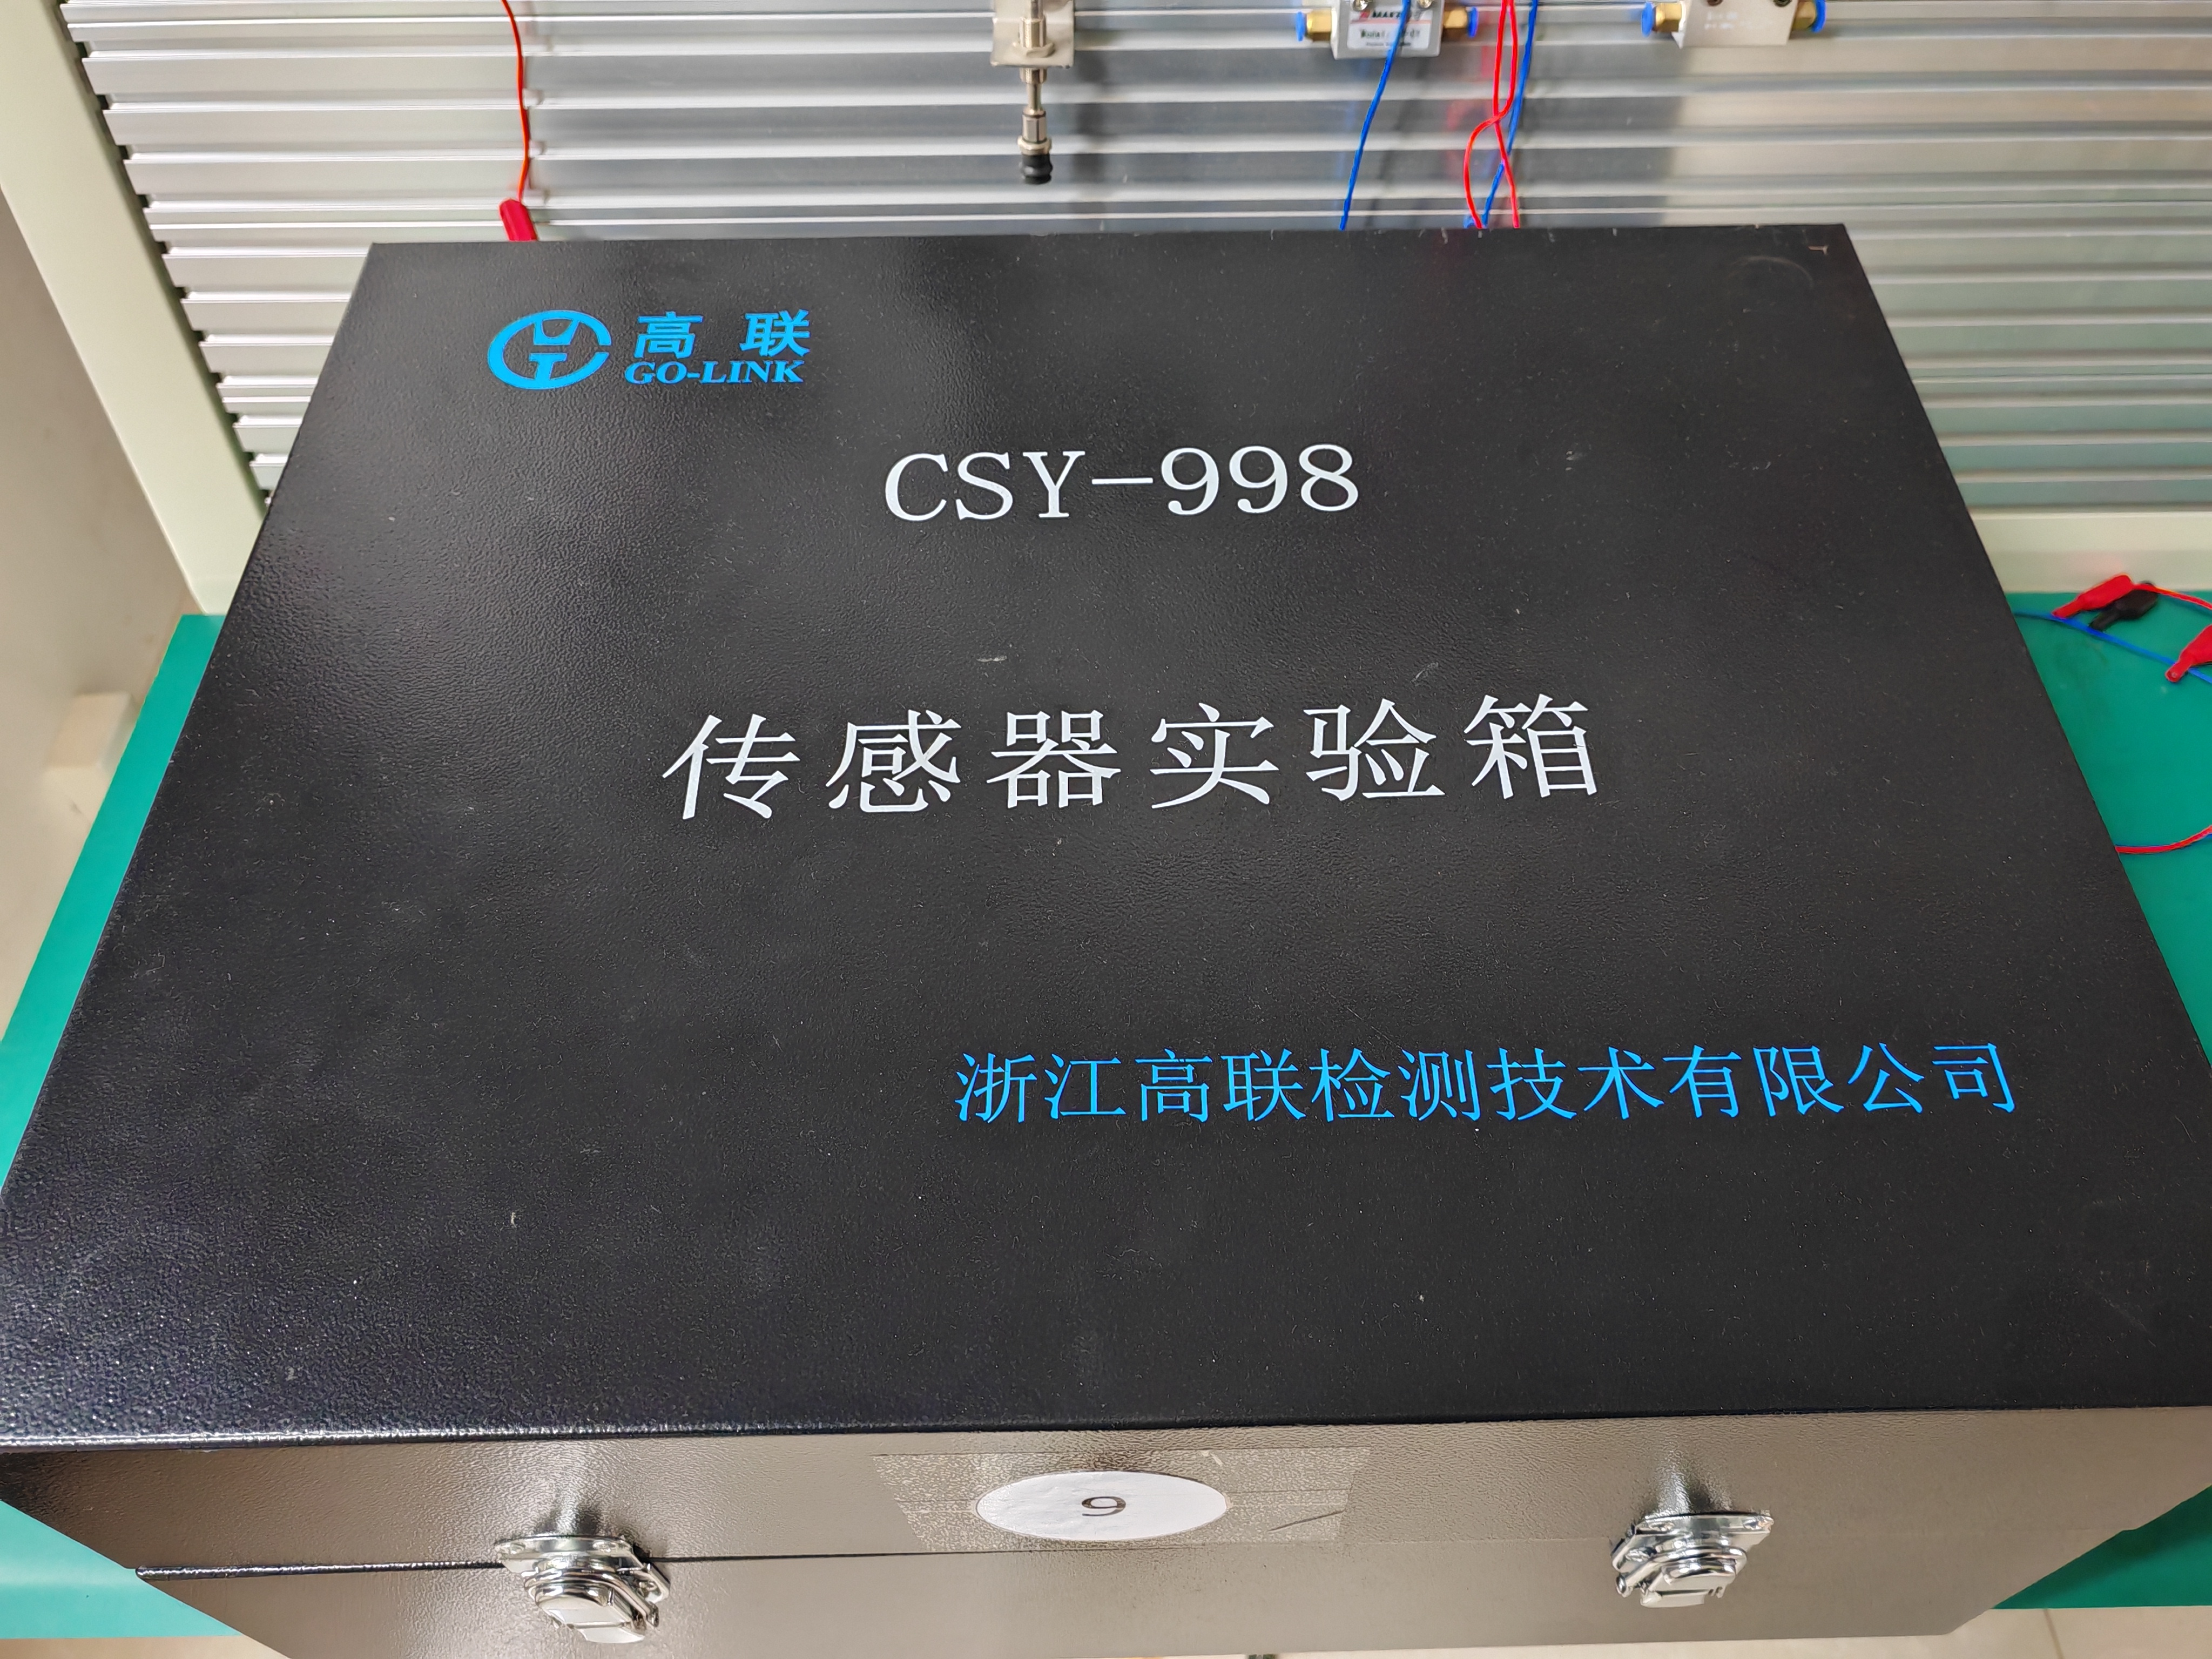 高联
GO-LINK
CSY-998
传感器实验箱
浙江高联检测技术有限公司
9